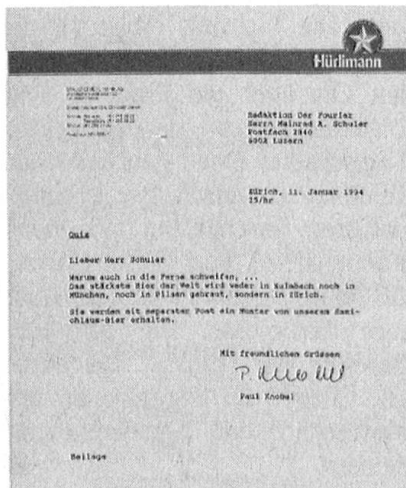 Hürlimann
Redaktion Der Fourier
Herrn Meinrad A. Schuler
Postfach 2840
6002 Luzern
Zürich, 11. Januar 1994
25/hr
Quiz
Lieber Herr Schuler
Warum auch in die Ferne schweifen, ...
Das stärkste Bier der Welt wird weder in Kulmbach noch in
München, noch in Pilsen gebraut, sondern in Zürich.
Sie werden mit separater Post ein Muster von unserem Sami-
chlaus-Bier erhalten.
Mit freundlichen Grüssen
P. Knobel
Paul Knobel
Beilage